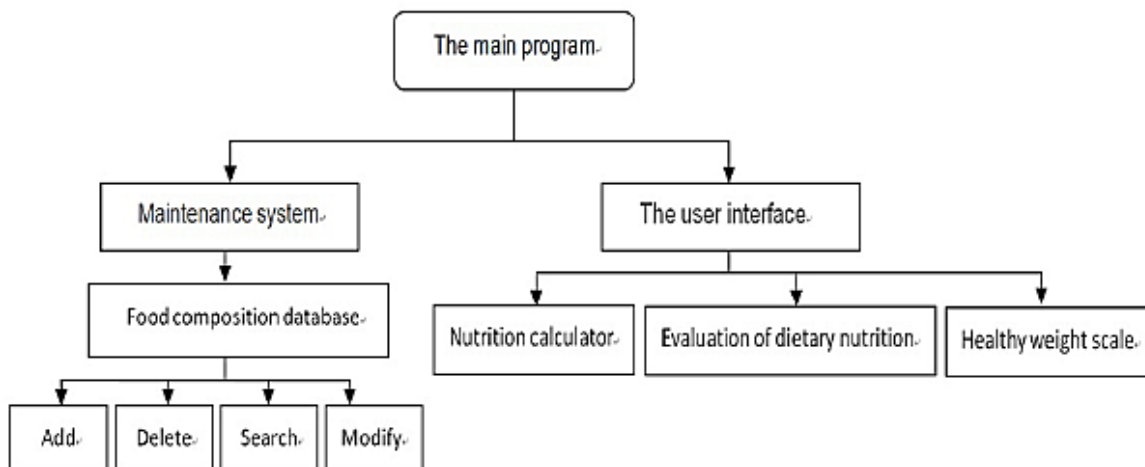 The main program
Maintenance system
The user interface
Food composition database
Nutrition calculator
Evaluation of dietary nutrition
Healthy weight scale
Add
Delete
Search
Modify